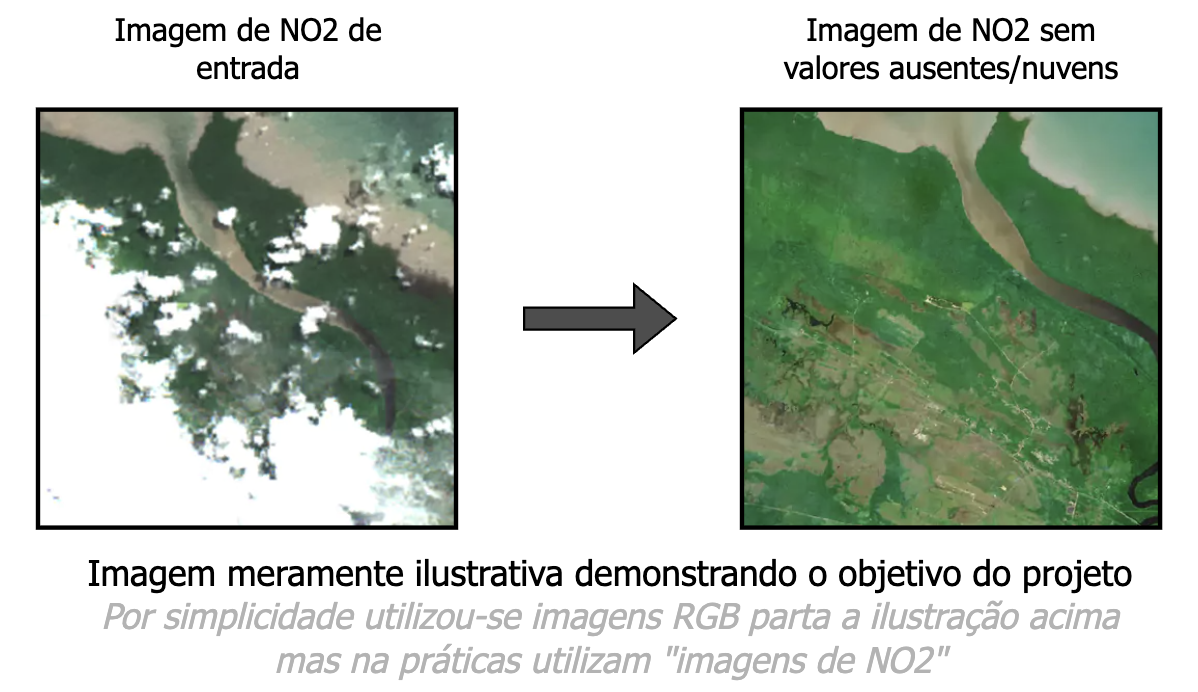 Imagem de NO2 de
entrada
Imagem de NO2 sem
valores ausentes/nuvens
Imagem meramente ilustrativa demonstrando o objetivo do projeto
Por simplicidade utilizou-se imagens RGB parta a ilustração acima
mas na práticas utilizam "imagens de NO2"